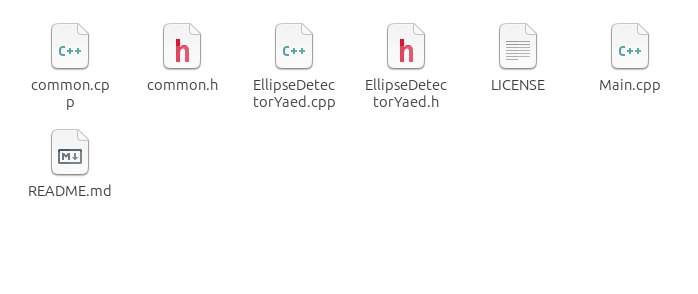 C++
h
C++
h
C++
common.cp
p
common.h
EllipseDetec
torYaed.cpp
EllipseDetec
torYaed.h
LICENSE
Main.cpp
M
README.md